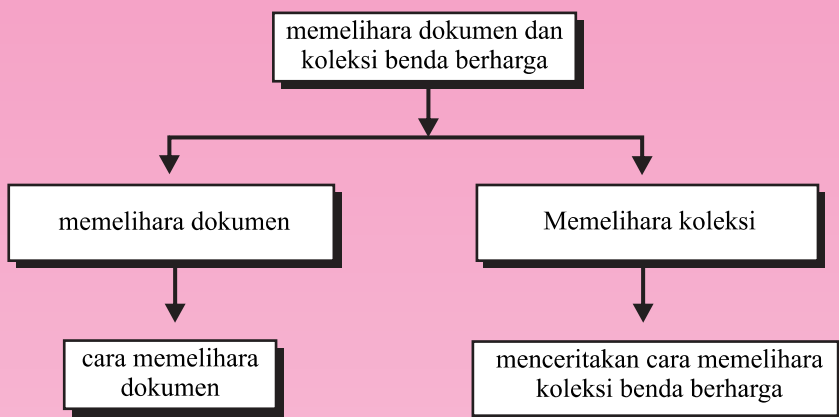 memelihara dokumen dan
koleksi benda berharga
memelihara dokumen
Memelihara koleksi
cara memelihara
dokumen
menceritakan cara memelihara
koleksi benda berharga